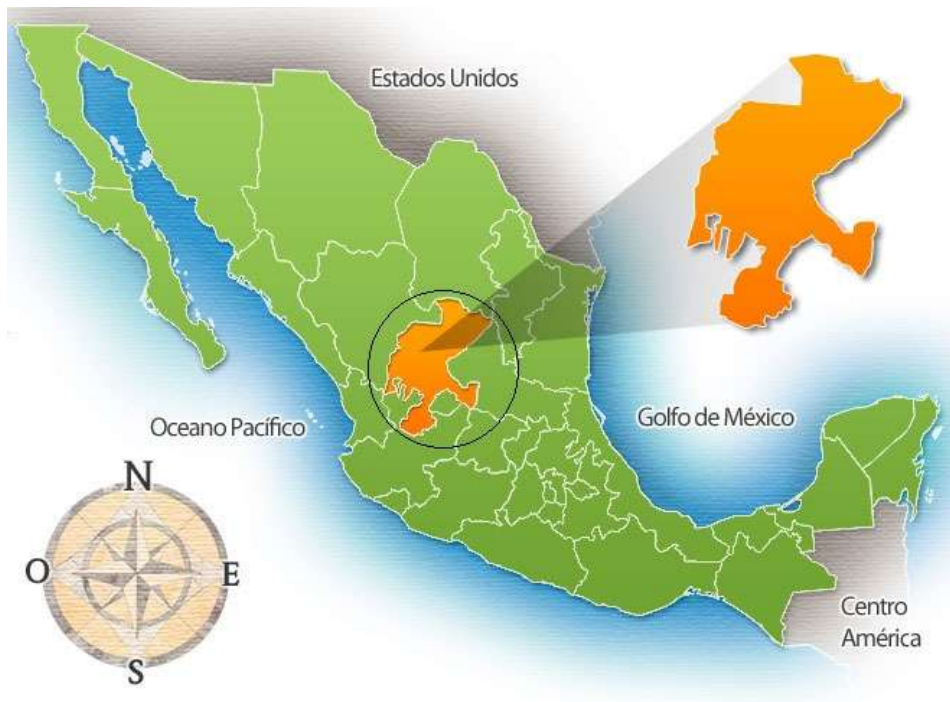 Estados Unidos
Oceano Pacífico
Golfo de México
N
O
E
S
Centro
América